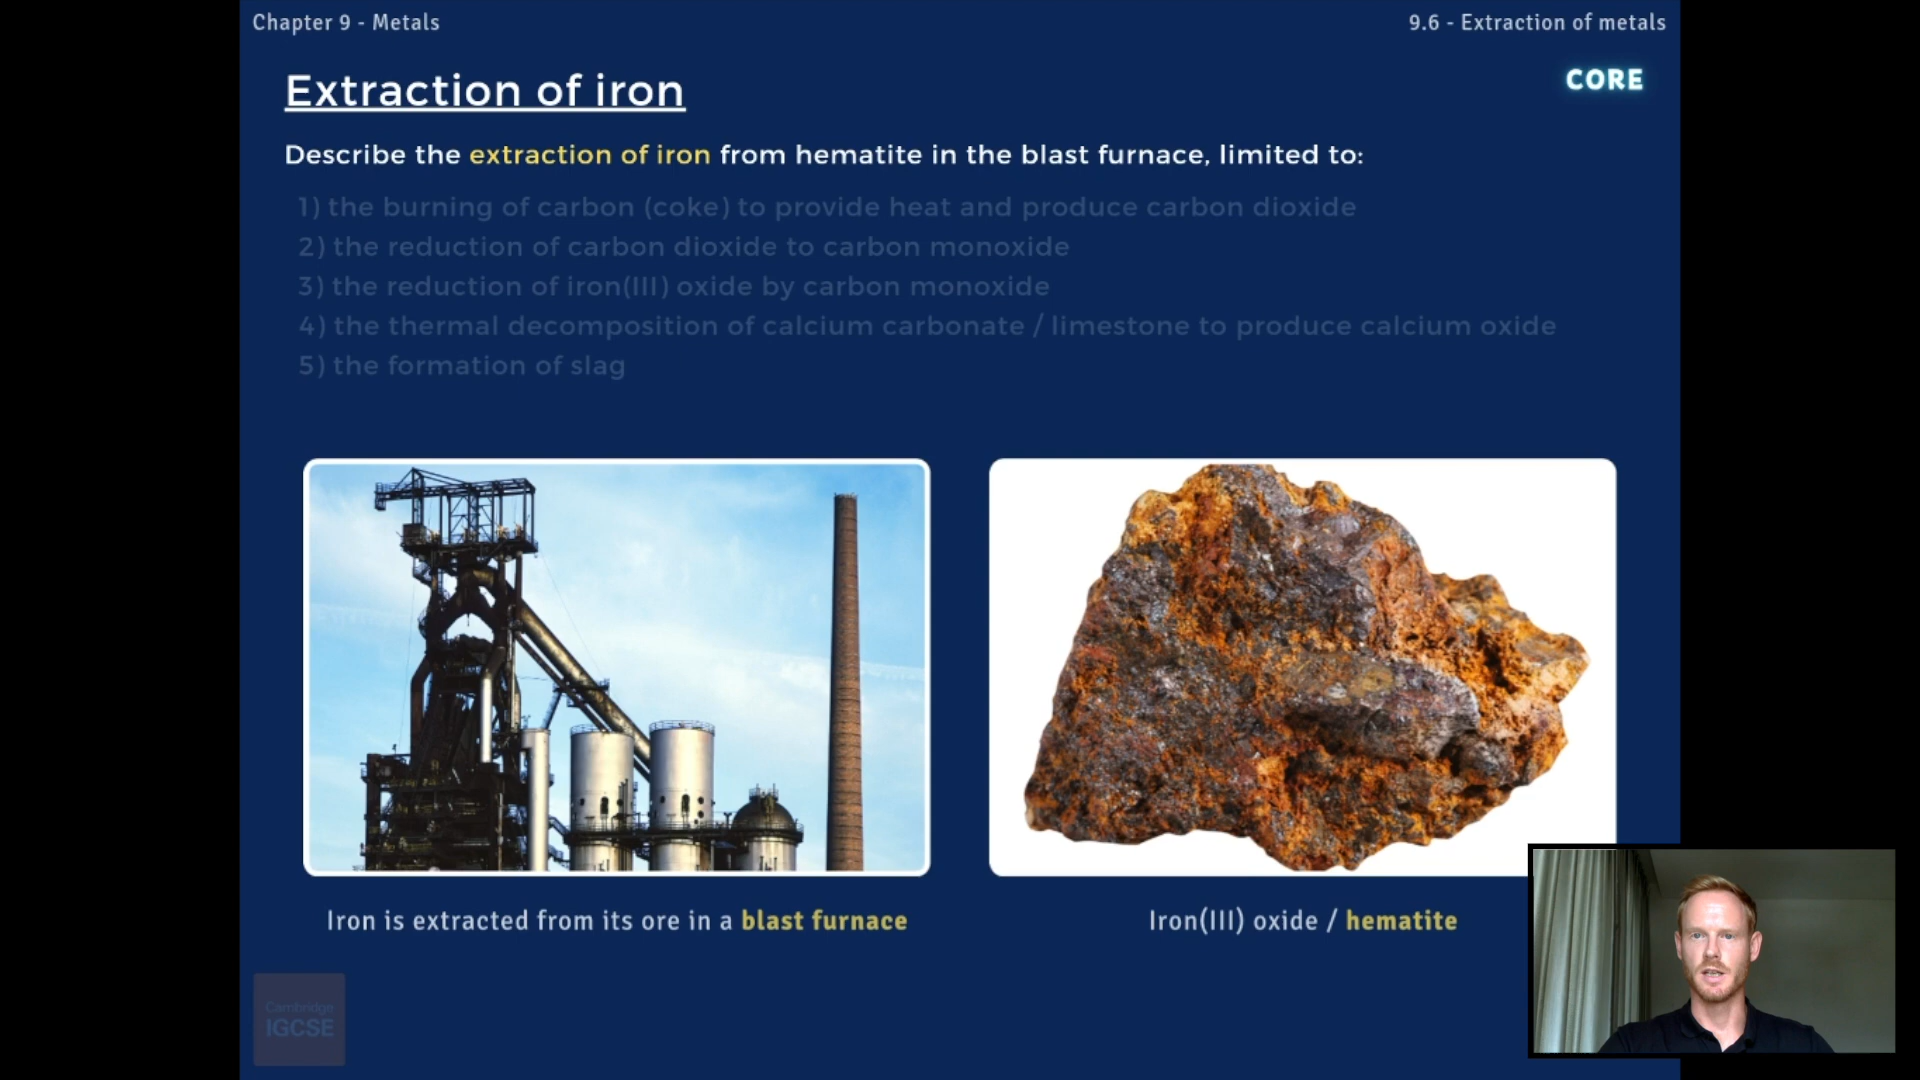 Chapter 9 - Metals
9.6 - Extraction of metals
Extraction of iron
CORE
Describe the extraction of iron from hematite in the blast furnace, limited to:
1) the burning of carbon (coke) to provide heat and produce carbon dioxide
2) the reduction of carbon dioxide to carbon monoxide
3) the reduction of iron(III) oxide by carbon monoxide
4) the thermal decomposition of calcium carbonate / limestone to produce calcium oxide
5) the formation of slag
Iron is extracted from its ore in a blast furnace
Iron(III) oxide / hematite
Cambridge
IGCSE